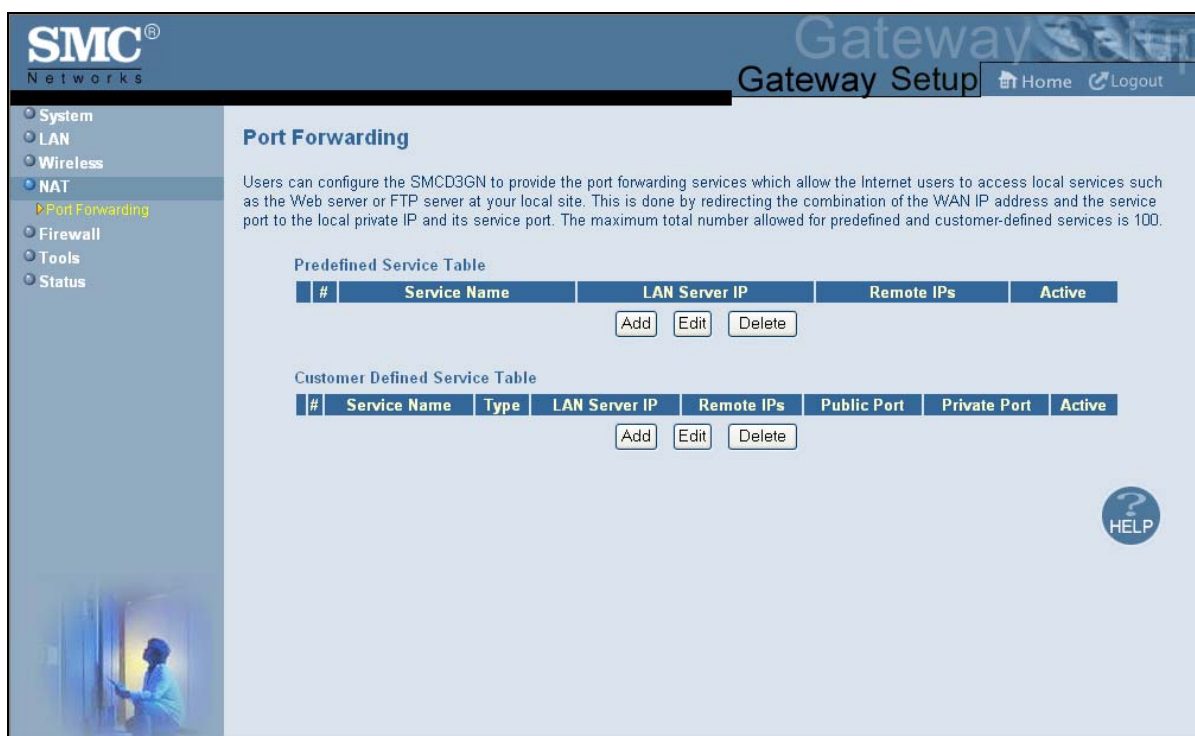 SMC®
Networks
Gateway Setup
Gateway Setup
Home Logout
System
LAN
Wireless
NAT
Port Forwarding
Firewall
Tools
Status
Port Forwarding
Users can configure the SMCD3GN to provide the port forwarding services which allow the Internet users to access local services such
as the Web server or FTP server at your local site. This is done by redirecting the combination of the WAN IP address and the service
port to the local private IP and its service port. The maximum total number allowed for predefined and customer-defined services is 100.
Predefined Service Table
# Service Name LAN Server IP Remote IPs Active
Add Edit Delete
Customer Defined Service Table
# Service Name Type LAN Server IP Remote IPs Public Port Private Port Active
Add Edit Delete
?
HELP